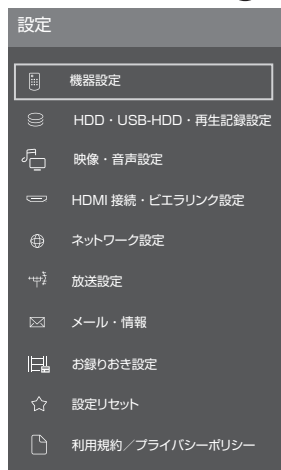 設定
機器設定
HDD・USB-HDD・再生記録設定
映像・音声設定
HDMI 接続・ビエラリンク設定
ネットワーク設定
放送設定
メール・情報
お録りおき設定
設定リセット
利用規約／プライバシーポリシー